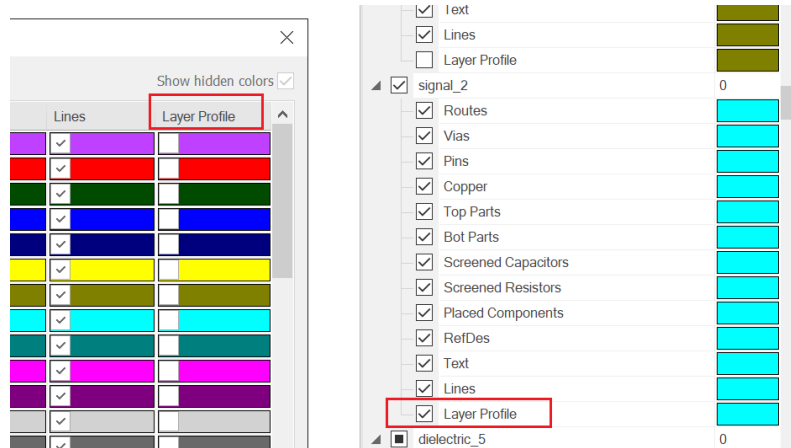 Show hidden colors
Lines
Layer Profile
Text
Lines
Layer Profile
signal_2
0
Routes
Vias
Pins
Copper
Top Parts
Bot Parts
Screened Capacitors
Screened Resistors
Placed Components
RefDes
Text
Lines
Layer Profile
dielectric_5
0